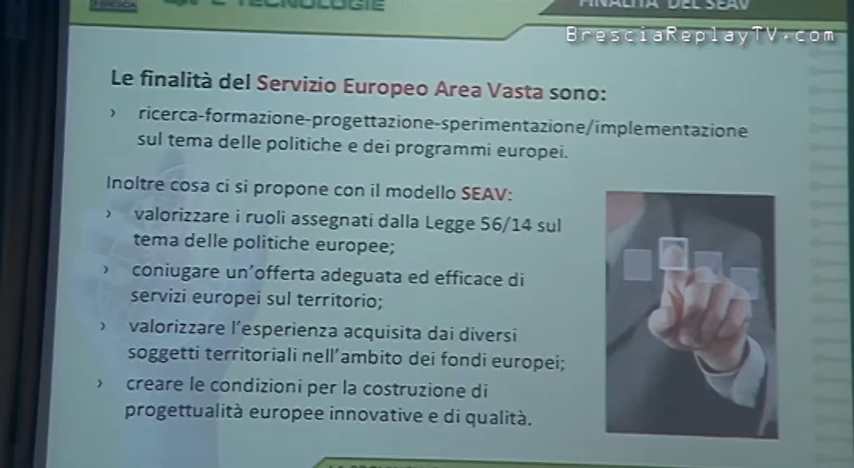 E TECNOLOGIE
FINALITÀ DEL SEAV
BresciaReplayTV.com
Le finalità del Servizio Europeo Area Vasta sono:
› ricerca-formazione-progettazione-sperimentazione/implementazione
sul tema delle politiche e dei programmi europei.
Inoltre cosa ci si propone con il modello SEAV:
› valorizzare i ruoli assegnati dalla Legge 56/14 sul
tema delle politiche europee;
› coniugare un'offerta adeguata ed efficace di
servizi europei sul territorio;
› valorizzare l'esperienza acquisita dai diversi
soggetti territoriali nell'ambito dei fondi europei;
› creare le condizioni per la costruzione di
progettualità europee innovative e di qualità.